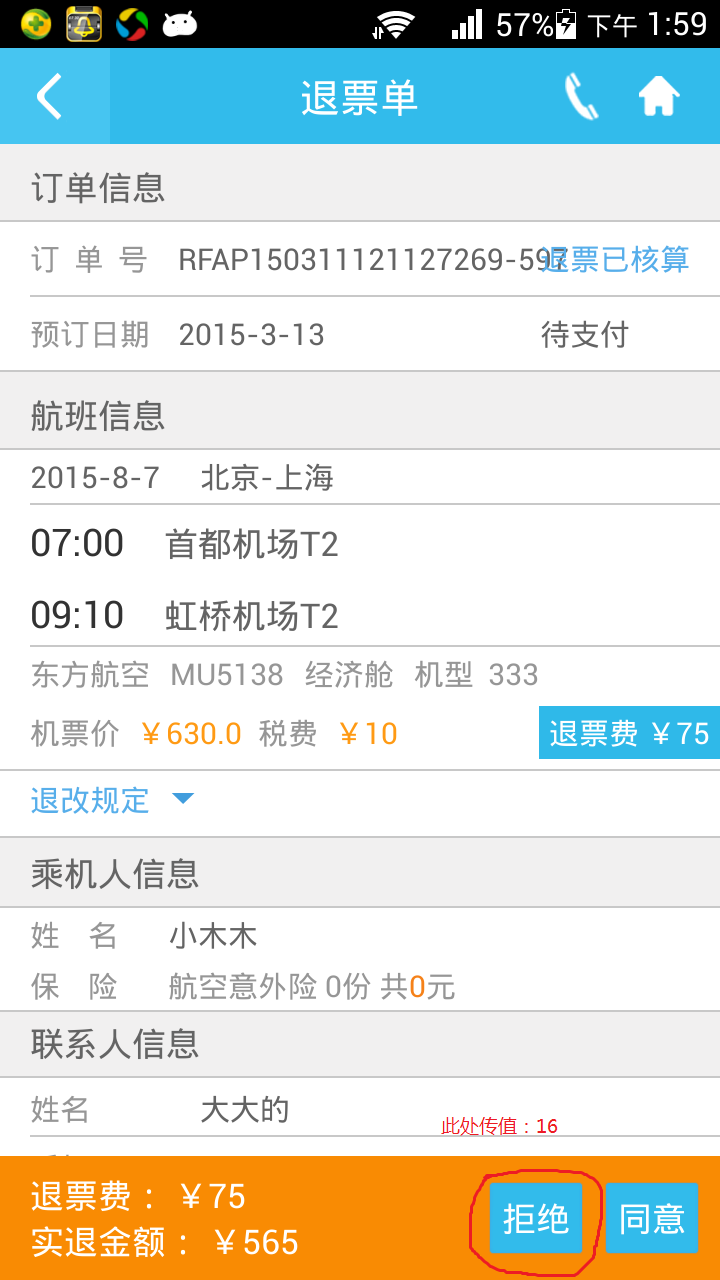 57% 下午 1:59
退票单
订单信息
订 单 号 RFAP150311121127269-597 退票已核算
预订日期 2015-3-13 待支付
航班信息
2015-8-7 北京-上海
07:00 首都机场T2
09:10 虹桥机场T2
东方航空 MU5138 经济舱 机型 333
机票价 ￥630.0 税费 ￥10 退票费 ￥75
退改规定
乘机人信息
姓 名 小木木
保 险 航空意外险 0份 共0元
联系人信息
姓名 大大的
此处传值：16
退票费： ￥75
实退金额： ￥565
拒绝 同意